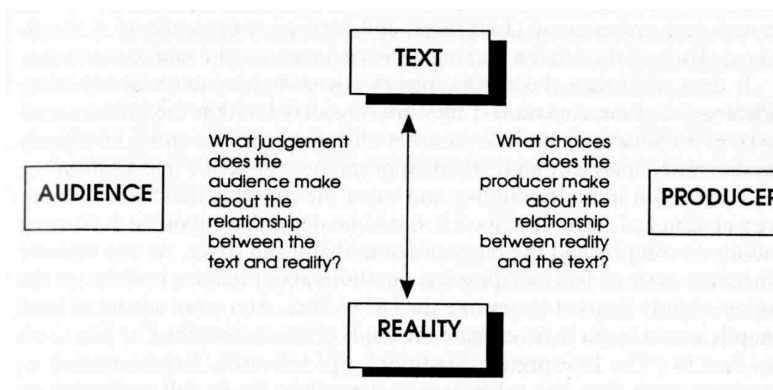 TEXT
What judgement
does the
audience make
about the
relationship
between the
text and reality?
What choices
does the
producer make
about the
relationship
between reality
and the text?
AUDIENCE
PRODUCER
REALITY